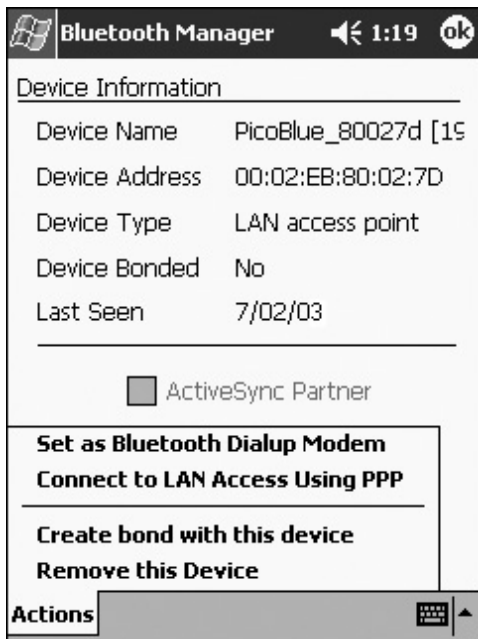 Bluetooth Manager 1:19 ok
Device Information
Device Name PicoBlue_80027d [19
Device Address 00:02:EB:80:02:7D
Device Type LAN access point
Device Bonded No
Last Seen 7/02/03
ActiveSync Partner
Set as Bluetooth Dialup Modem
Connect to LAN Access Using PPP
Create bond with this device
Remove this Device
Actions